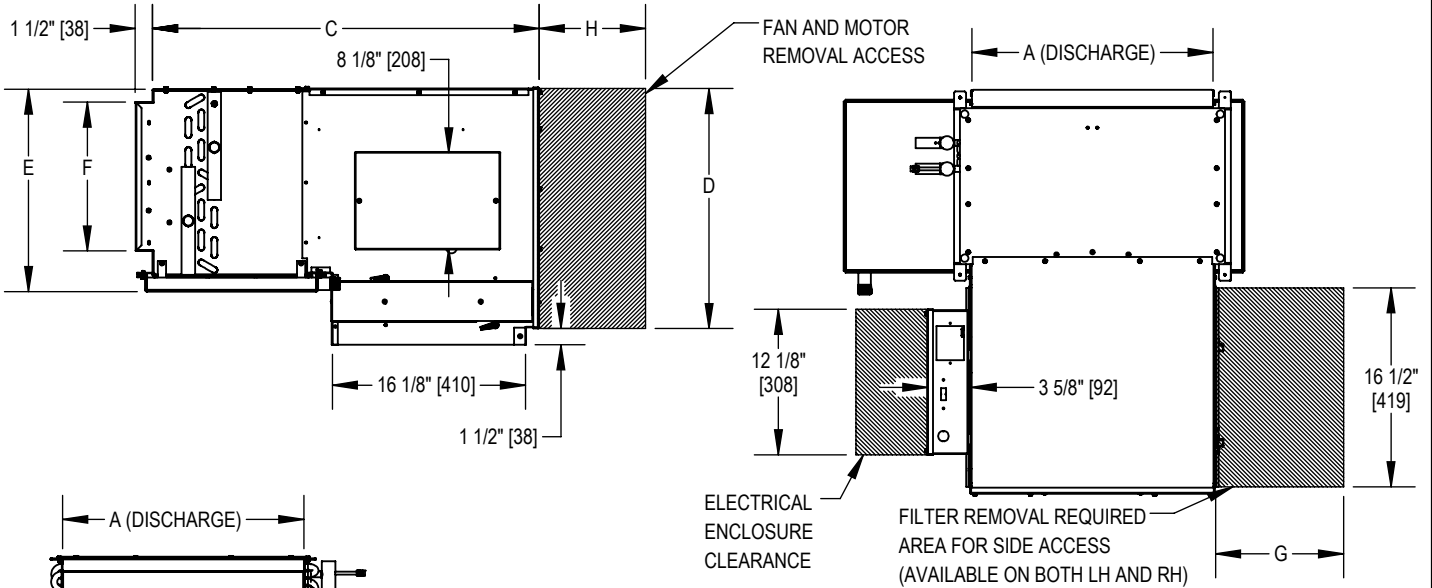 1 1/2" [38]
C
H
FAN AND MOTOR
REMOVAL ACCESS
8 1/8" [208]
E
F
D
16 1/8" [410]
1 1/2" [38]
A (DISCHARGE)
12 1/8"
[308]
3 5/8" [92]
16 1/2"
[419]
ELECTRICAL
ENCLOSURE
CLEARANCE
FILTER REMOVAL REQUIRED
AREA FOR SIDE ACCESS
(AVAILABLE ON BOTH LH AND RH)
G
A (DISCHARGE)